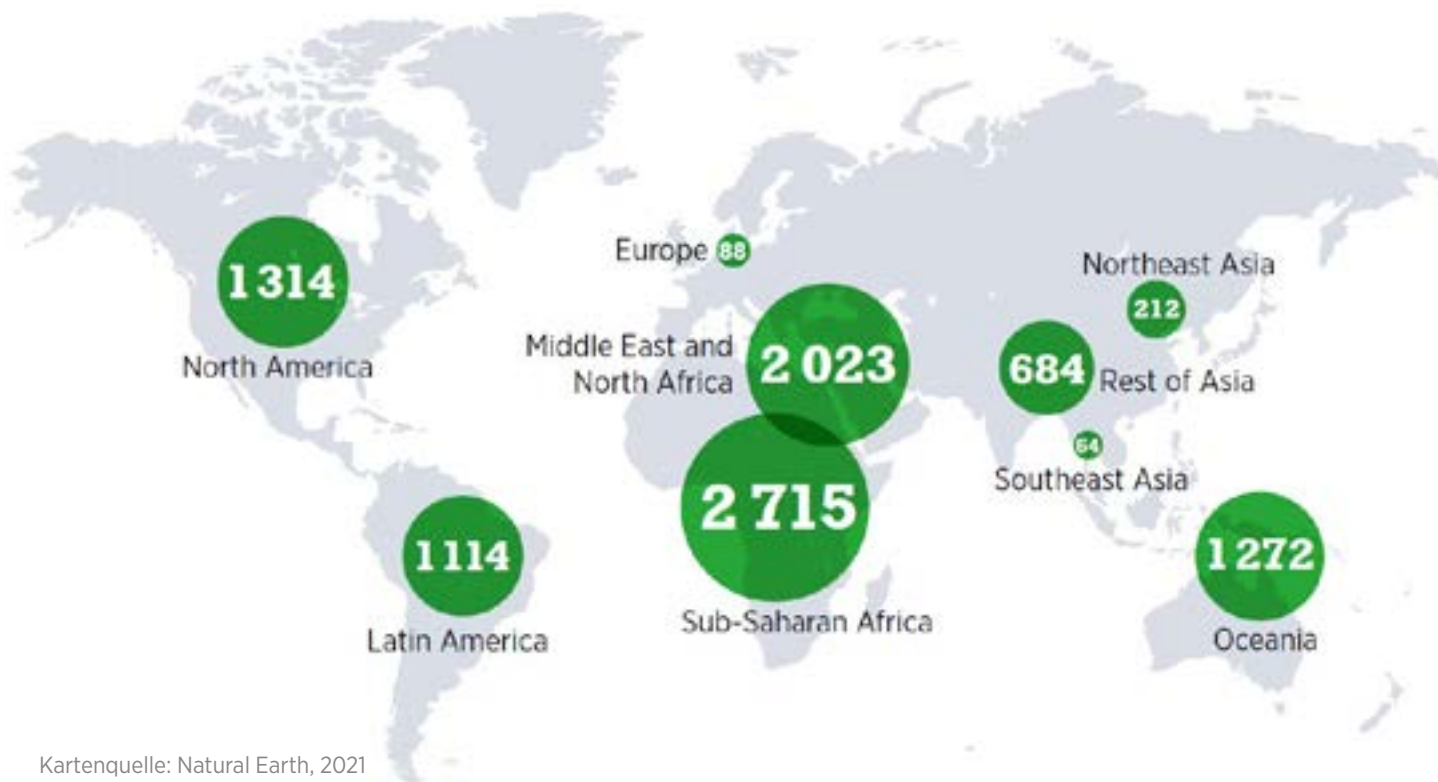 Europe 88
Northeast Asia
1 314
212
Middle East and
North Africa
2 023
684
Rest of Asia
North America
64
Southeast Asia
2 715
1 114
1 272
Sub-Saharan Africa
Latin America
Oceania
Kartenquelle: Natural Earth, 2021